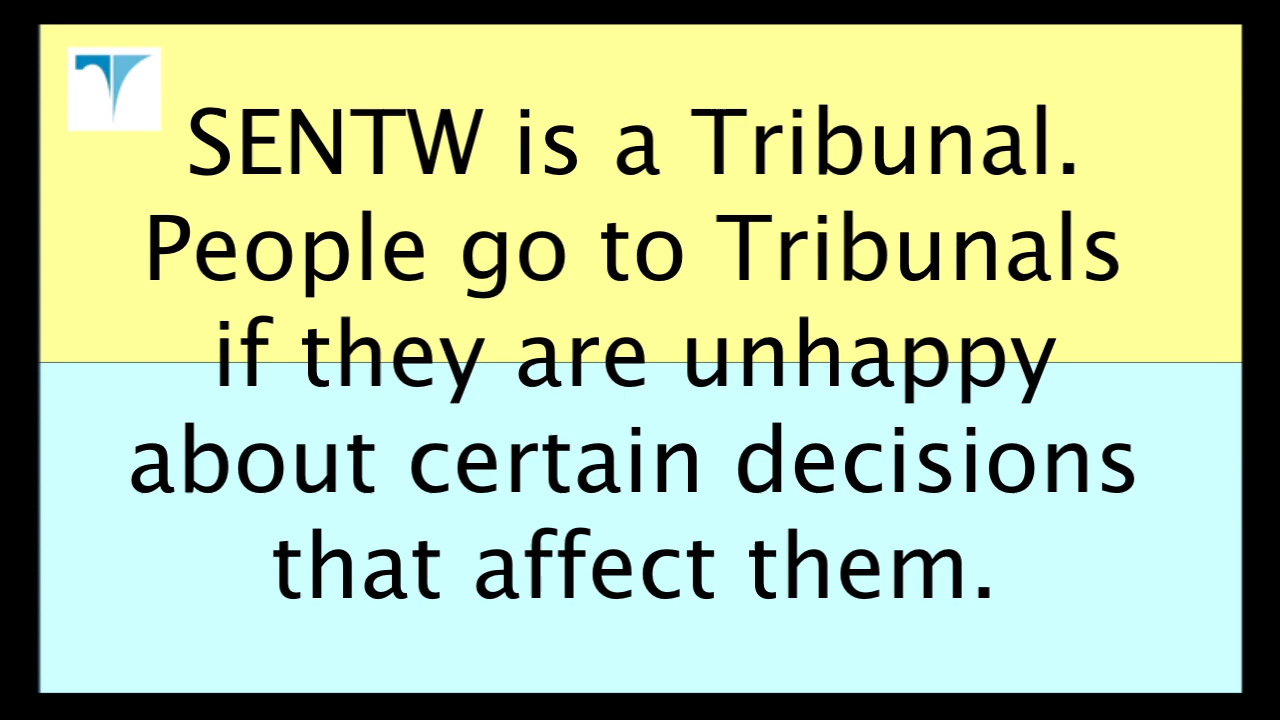 SENTW is a Tribunal.
People go to Tribunals
if they are unhappy
about certain decisions
that affect them.